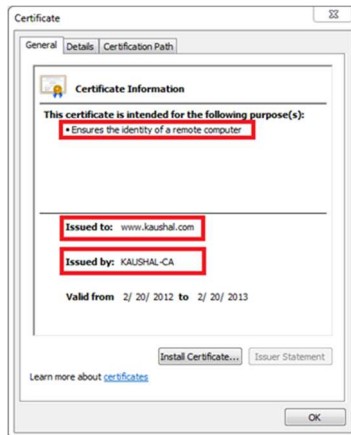 Certificate
General Details Certification Path
Certificate Information
This certificate is intended for the following purpose(s):
• Ensures the identity of a remote computer
Issued to: www.kaushal.com
Issued by: KAUSHAL-CA
Valid from 2/ 20/ 2012 to 2/ 20/ 2013
Install Certificate... Issuer Statement
Learn more about certificates
OK